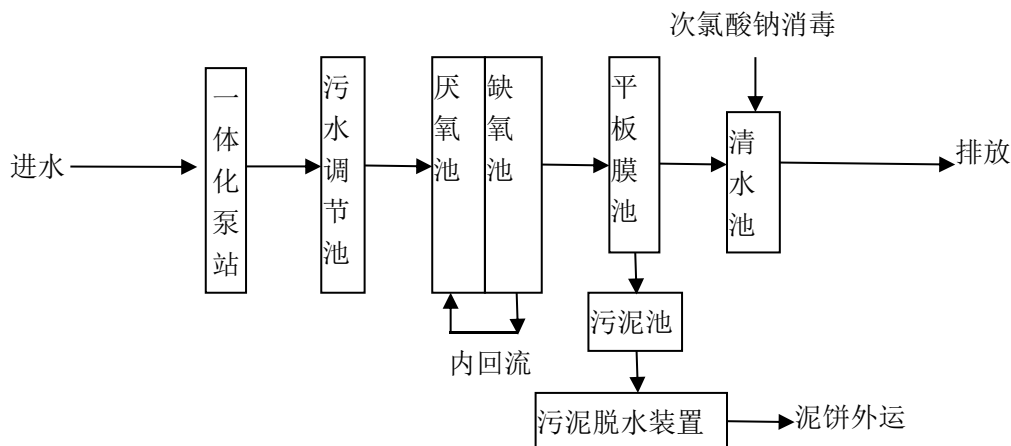 次氯酸钠消毒
进水
一体化泵站
污水调节池
厌氧池
缺氧池
平板膜池
清水池
排放
内回流
污泥池
污泥脱水装置
泥饼外运